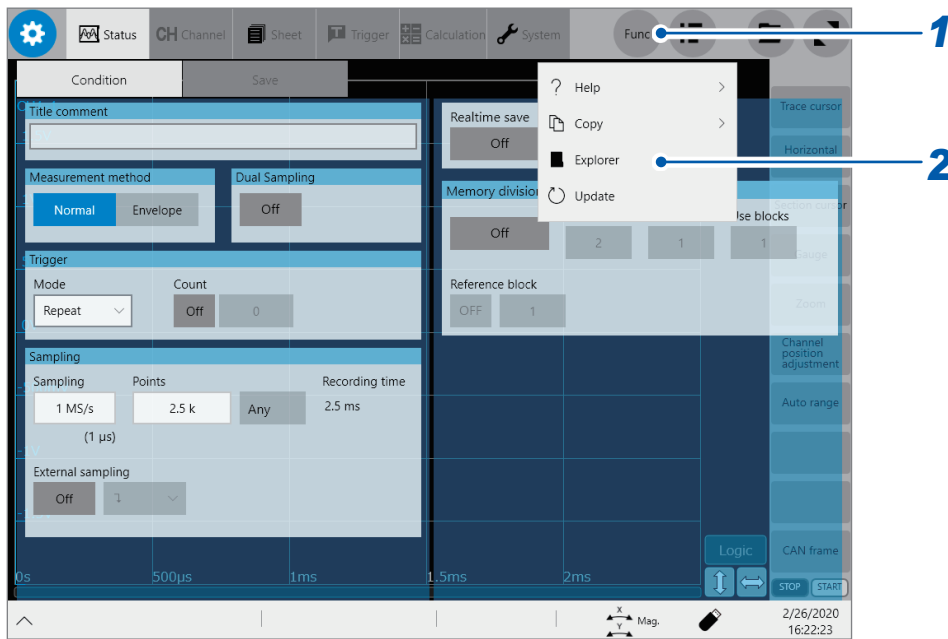 Status
CH Channel
Sheet
Trigger
Calculation
System
Func
1
Condition
Save
Help
Copy
Explorer
Update
2
Title comment
Realtime save
Off
Trace cursor
Horizontal
Measurement method
Normal
Envelope
Dual Sampling
Off
Memory division
Off
2
1
Use blocks
1
Section cursor
Gauge
Trigger
Mode
Repeat
Count
Off
0
Reference block
OFF
1
Zoom
Channel
position
adjustment
Auto range
Sampling
Sampling
1 MS/s
(1 μs)
Points
2.5 k
Any
Recording time
2.5 ms
External sampling
Off
-1V
0s
500μs
1ms
1.5ms
2ms
Logic
CAN frame
STOP
START
X
Y
Mag.
2/26/2020
16:22:23